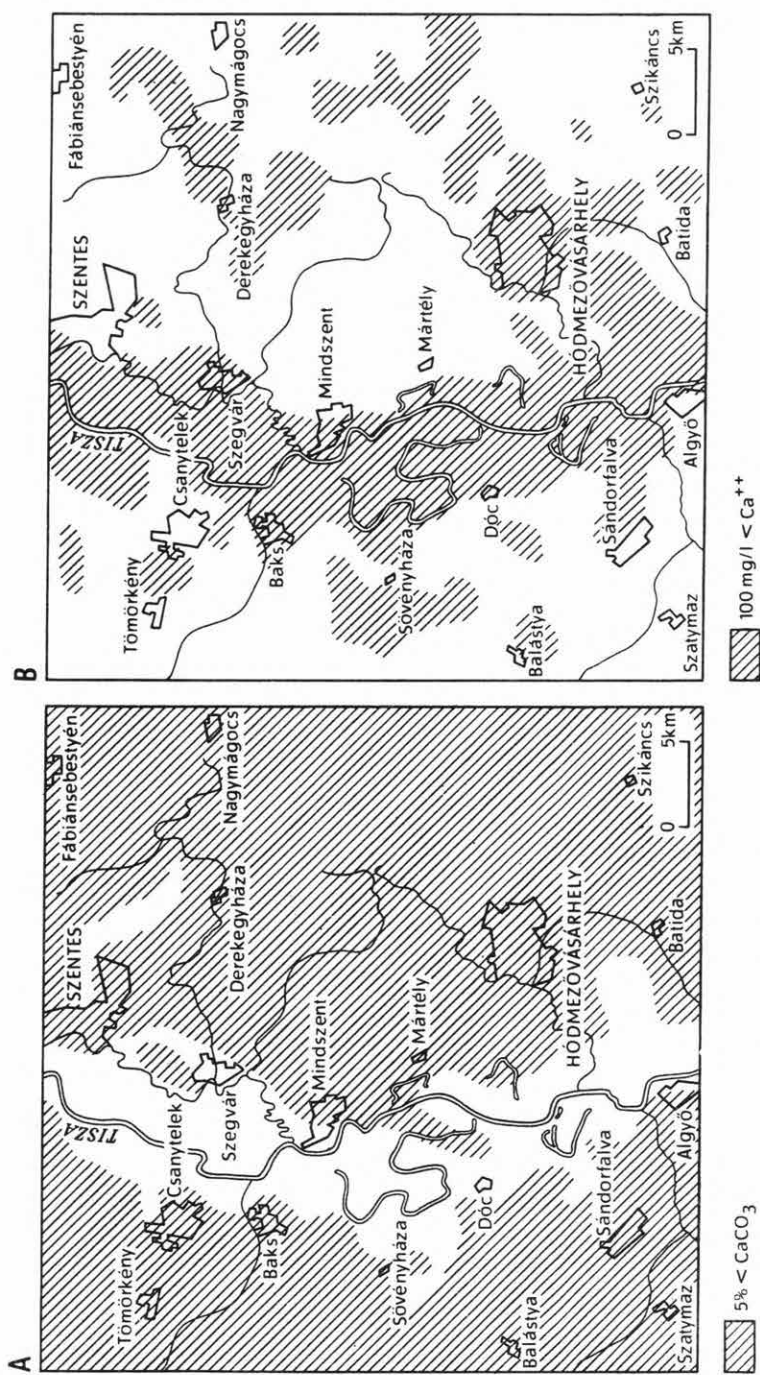 A
Fábiánsebestyén
Nagymágocs
SZENTES
Derekegyháza
TISZA
Csanytelek
Szegvár
Tömörkény
Baks
Mindszent
Mártély
Sövényháza
Dóc
HÓDMEZŐVÁSÁRHELY
Szikáncs
Batida
Balástya
Sándorfalva
Szatymaz
Algyő
0 5km
5% < CaCO3
B
Fábiánsebestyén
Nagymágocs
SZENTES
Derekegyháza
TISZA
Csanytelek
Szegvár
Tömörkény
Baks
Mindszent
Mártély
Sövényháza
Dóc
HÓDMEZŐVÁSÁRHELY
Szikáncs
Batida
Balástya
Sándorfalva
Szatymaz
Algyő
0 5km
100 mg/l < Ca++